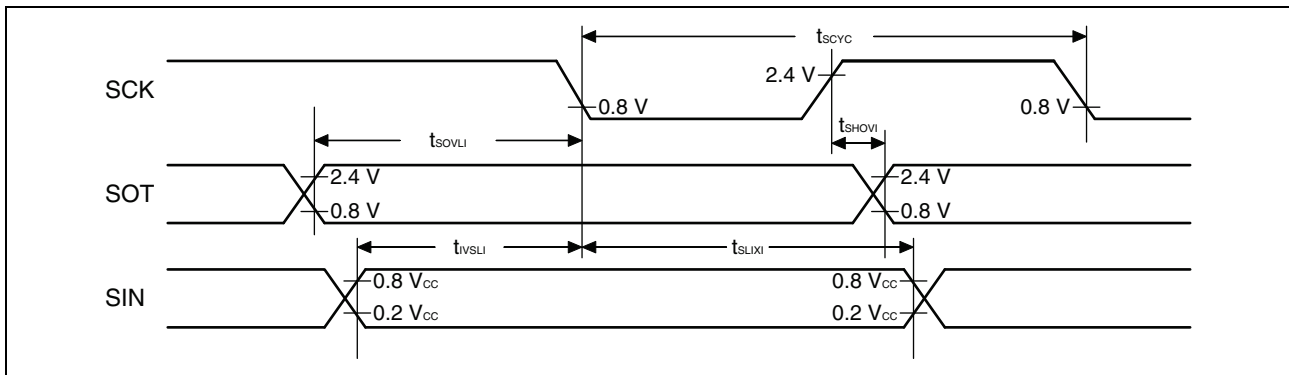 tSCYC
SCK
2.4 V
0.8 V
0.8 V
tSHOVI
tSOVLI
SOT
2.4 V
0.8 V
2.4 V
0.8 V
tIVSLI
tSLIXI
SIN
0.8 VCC
0.2 VCC
0.8 VCC
0.2 VCC